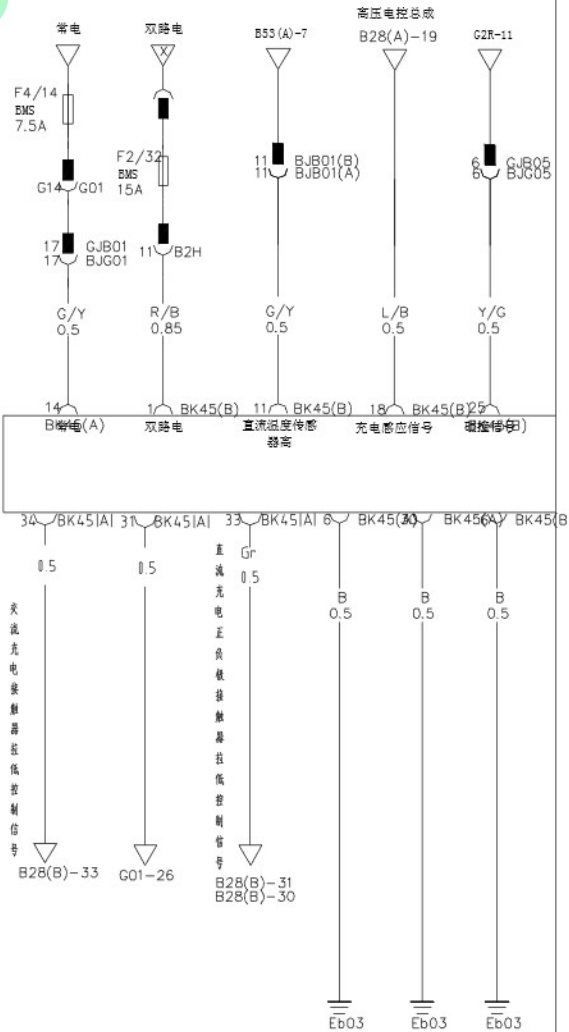 高压电控总成
常电
双路电
B53(A)-7
B28(A)-19
G2R-11
F4/14
BMS
7.5A
F2/32
BMS
15A
G14
G01
11 BJB01(B)
11 BJB01(A)
6 GJB05
6 BJG05
17 GJB01
17 BJG01
11 B2H
G/Y
0.5
R/B
0.85
G/Y
0.5
L/B
0.5
Y/G
0.5
14
BK45(A)
常电
1 BK45(B)
双路电
11 BK45(B)
直流温度传感
器高
18 BK45(B)
充电感应信号
25
34 BK45|A|
31 BK45|A|
33 BK45|A|
6 BK45(A)
BK45(A)
BK45(B
0.5
0.5
Gr
0.5
B
0.5
B
0.5
B
0.5
交流充电接触器拉低控制信号
直流充电正负极接触器拉低控制信号
B28(B)-33
G01-26
B28(B)-31
B28(B)-30
Eb03
Eb03
Eb03